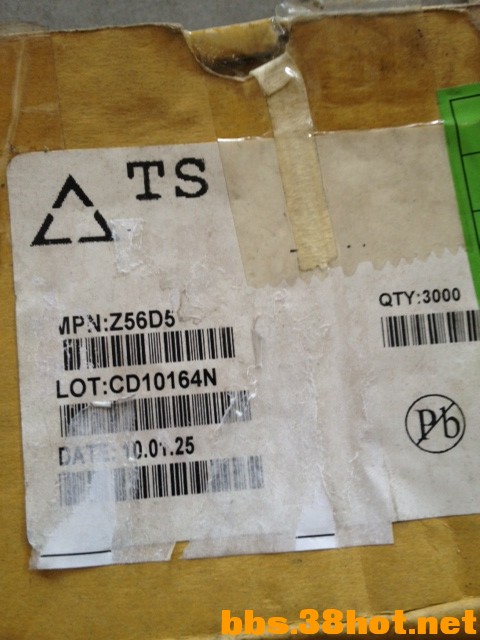 TS
MPN:Z56D5
QTY:3000
LOT:CD10164N
Pb
DATE: 10.01.25
bbs.38hot.net